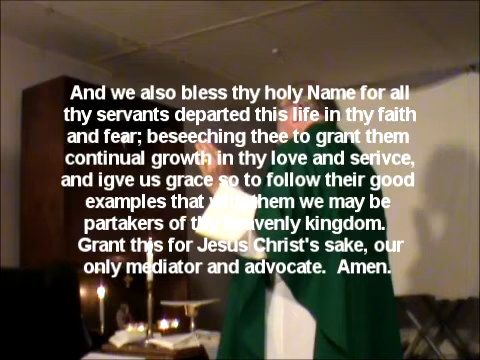 And we also bless thy holy Name for all
thy servants departed this life in thy faith
and fear; beseeching thee to grant them
continual growth in thy love and serivce,
and igve us grace so to follow their good
examples that with them we may be
partakers of thy heavenly kingdom.
Grant this for Jesus Christ's sake, our
only mediator and advocate.  Amen.